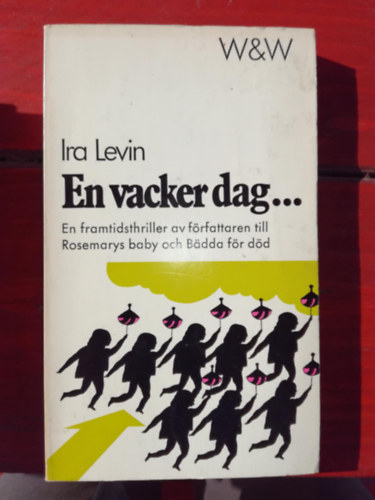 W&W
Ira Levin
En vacker dag...
En framtidsthriller av författaren till
Rosemarys baby och Bädda för död